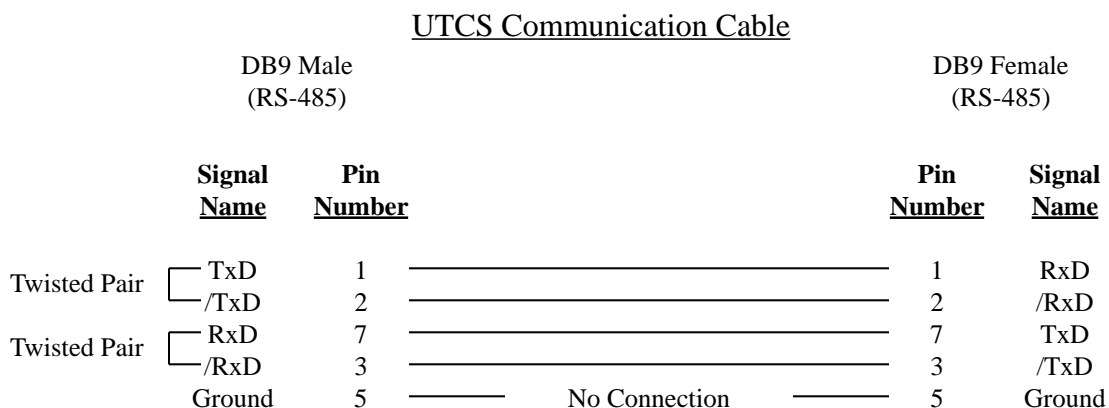 UTCS Communication Cable
DB9 Male DB9 Female
(RS-485) (RS-485)
Signal Pin Pin Signal
Name Number Number Name
Twisted Pair TxD 1 1 RxD
/TxD 2 2 /RxD
Twisted Pair RxD 7 7 TxD
/RxD 3 3 /TxD
Ground 5 No Connection 5 Ground